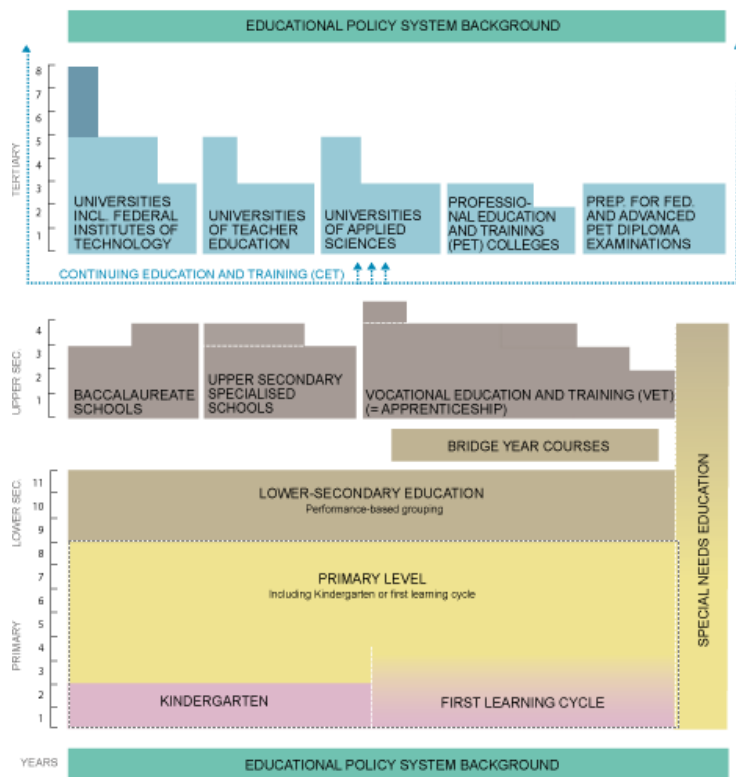 EDUCATIONAL POLICY SYSTEM BACKGROUND
TERTIARY
8
7
6
5
4
3
2
1
UNIVERSITIES
INCL. FEDERAL
INSTITUTES OF
TECHNOLOGY
UNIVERSITIES
OF TEACHER
EDUCATION
UNIVERSITIES
OF APPLIED
SCIENCES
PROFESSIO-
NAL EDUCATION
AND TRAINING
(PET) COLLEGES
PREP. FOR FED.
AND ADVANCED
PET DIPLOMA
EXAMINATIONS
CONTINUING EDUCATION AND TRAINING (CET)
UPPER SEC.
4
3
2
1
BACCALAUREATE
SCHOOLS
UPPER SECONDARY
SPECIALISED
SCHOOLS
VOCATIONAL EDUCATION AND TRAINING (VET)
(= APPRENTICESHIP)
BRIDGE YEAR COURSES
LOWER SEC.
11
10
9
LOWER-SECONDARY EDUCATION
Performance-based grouping
PRIMARY
8
7
6
5
4
3
2
1
PRIMARY LEVEL
Including Kindergarten or first learning cycle
KINDERGARTEN
FIRST LEARNING CYCLE
SPECIAL NEEDS EDUCATION
YEARS
EDUCATIONAL POLICY SYSTEM BACKGROUND